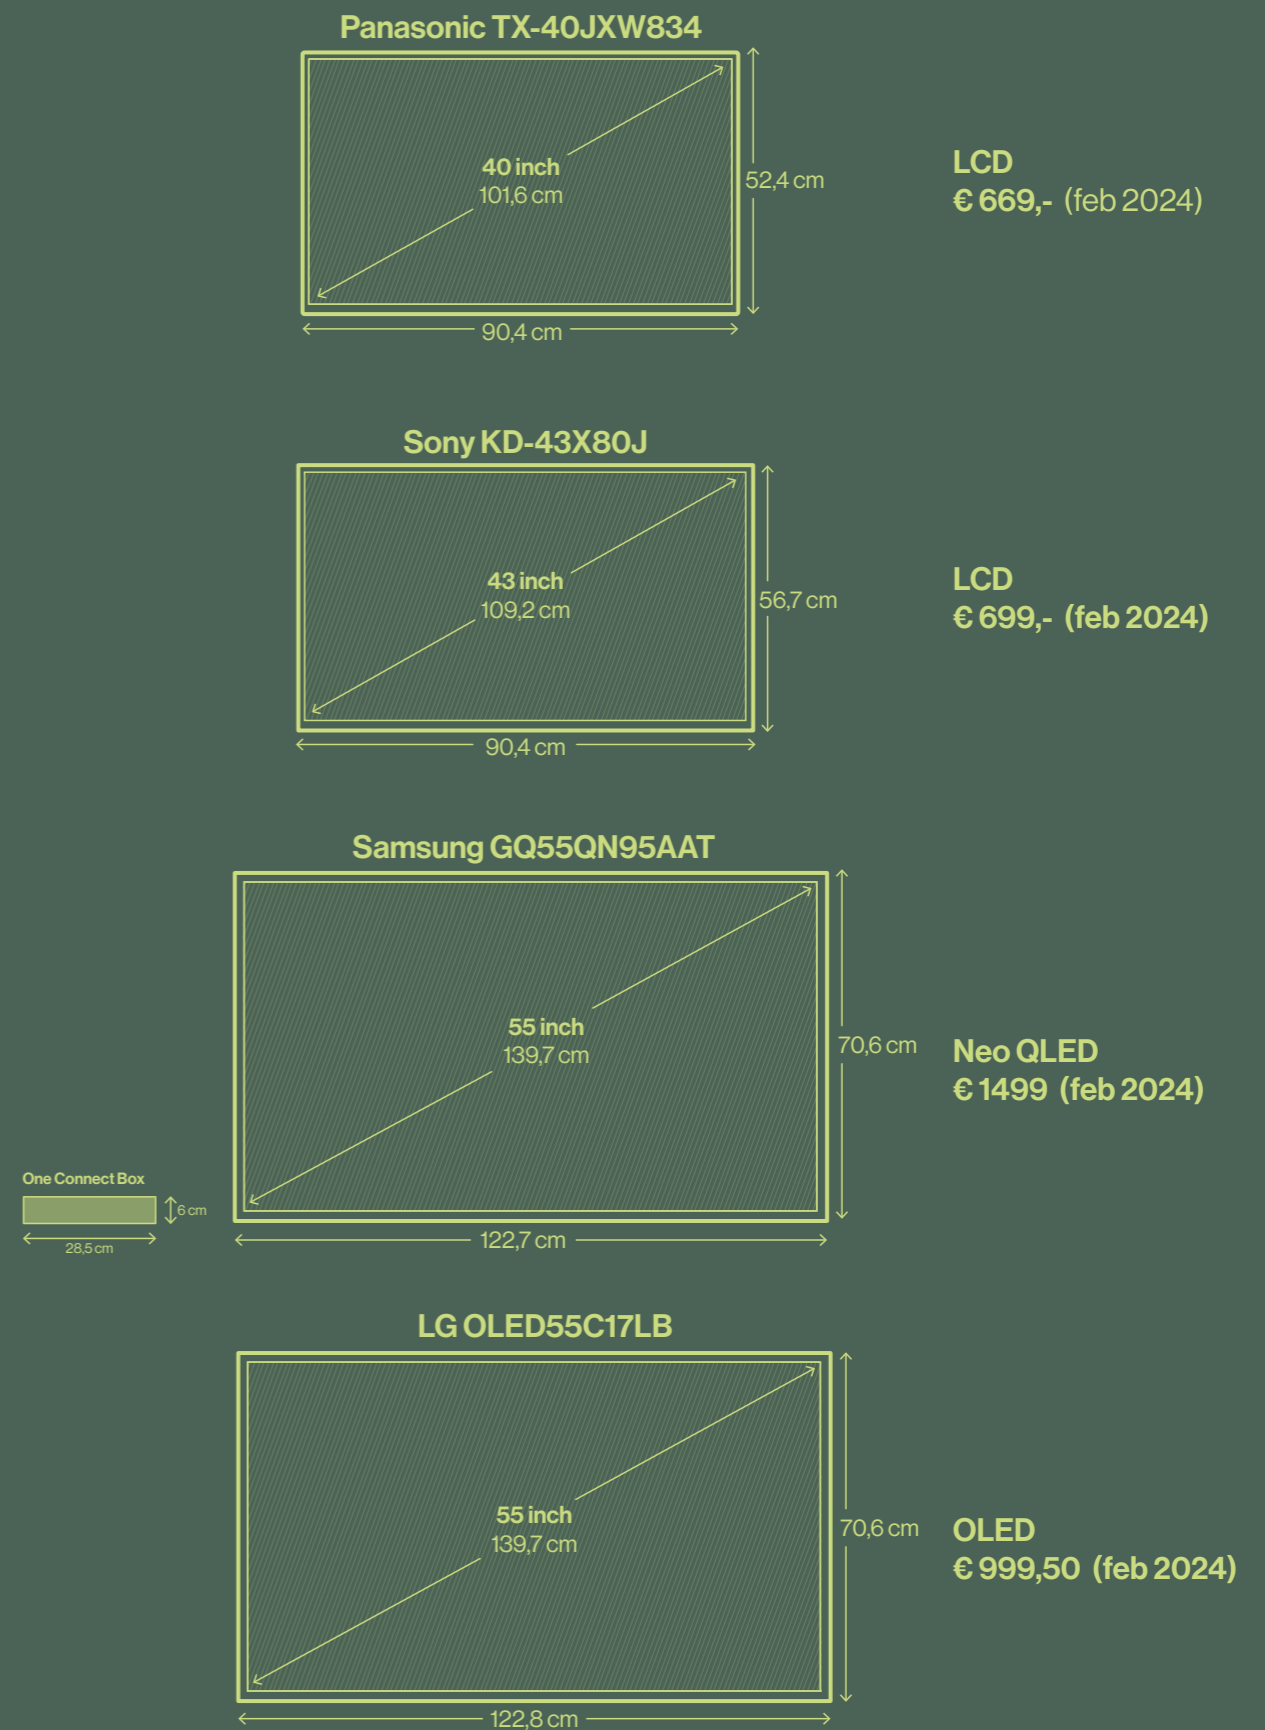 Panasonic TX-40JXW834
40 inch
101,6 cm
52,4 cm
90,4 cm
LCD
€ 669,- (feb 2024)
Sony KD-43X80J
43 inch
109,2 cm
56,7 cm
90,4 cm
LCD
€ 699,- (feb 2024)
Samsung GQ55QN95AAT
55 inch
139,7 cm
70,6 cm
122,7 cm
Neo QLED
€ 1499 (feb 2024)
One Connect Box
6 cm
28,5 cm
LG OLED55C17LB
55 inch
139,7 cm
70,6 cm
122,8 cm
OLED
€ 999,50 (feb 2024)